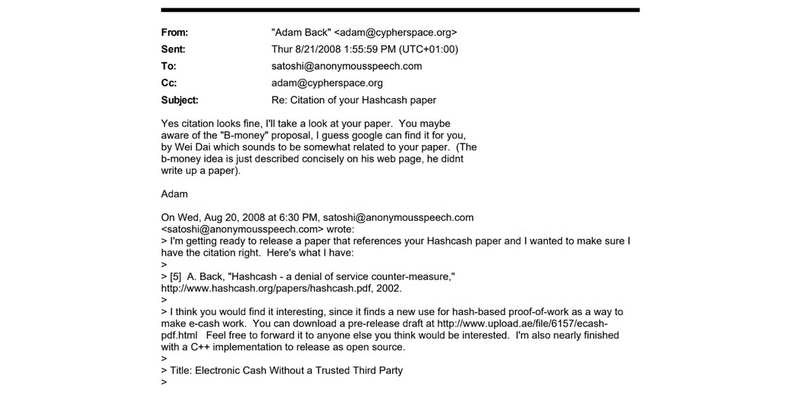 From: "Adam Back" <adam@cypherspace.org>
Sent: Thur 8/21/2008 1:55:59 PM (UTC+01:00)
To: satoshi@anonymousspeech.com
Cc: adam@cypherspace.org
Subject: Re: Citation of your Hashcash paper
Yes citation looks fine, I'll take a look at your paper. You maybe
aware of the "B-money" proposal, I guess google can find it for you,
by Wei Dai which sounds to be somewhat related to your paper. (The
b-money idea is just described concisely on his web page, he didnt
write up a paper).
Adam
On Wed, Aug 20, 2008 at 6:30 PM, satoshi@anonymousspeech.com
<satoshi@anonymousspeech.com> wrote:
> I'm getting ready to release a paper that references your Hashcash paper and I wanted to make sure I
have the citation right. Here's what I have:
>
> [5] A. Back, "Hashcash - a denial of service counter-measure,"
http://www.hashcash.org/papers/hashcash.pdf, 2002.
>
> I think you would find it interesting, since it finds a new use for hash-based proof-of-work as a way to
make e-cash work. You can download a pre-release draft at http://www.upload.ae/file/6157/ecash-
pdf.html Feel free to forward it to anyone else you think would be interested. I'm also nearly finished
with a C++ implementation to release as open source.
>
> Title: Electronic Cash Without a Trusted Third Party
>